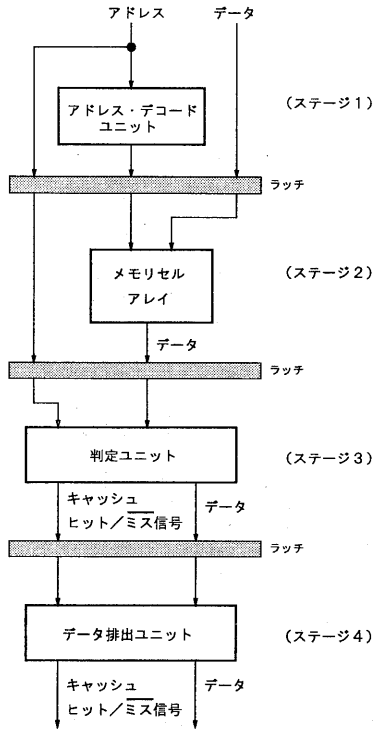 アドレス
データ
アドレス・デコード
ユニット
(ステージ1)
ラッチ
メモリセル
アレイ
(ステージ2)
データ
ラッチ
判定ユニット
(ステージ3)
キャッシュ
ヒット/ミス信号
データ
ラッチ
データ排出ユニット
(ステージ4)
キャッシュ
ヒット/ミス信号
データ